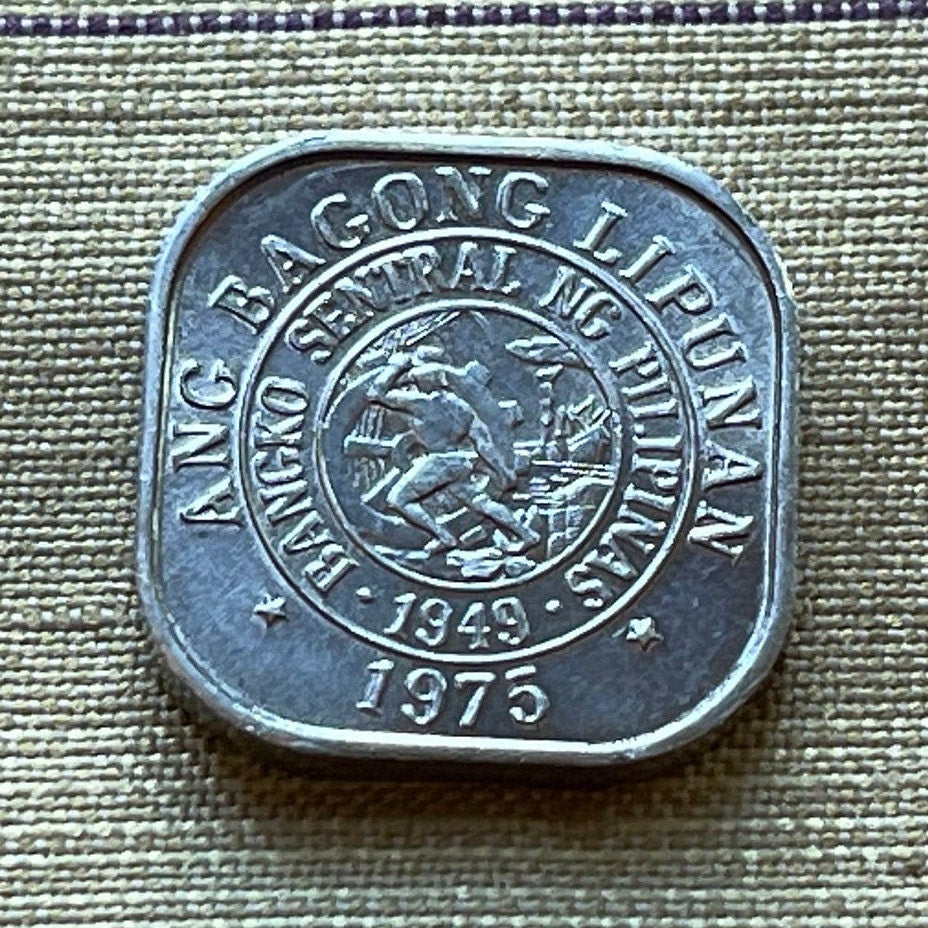 ANG BAGONG LIPUNAN
BANGKO SENTRAL NG PILIPINAS
· 1949 ·
1975